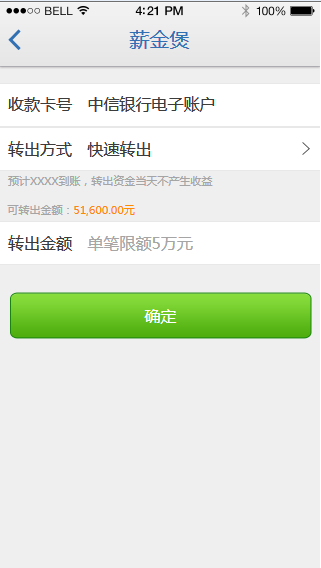 BELL 4:21 PM 100%
薪金煲
收款卡号 中信银行电子账户
转出方式 快速转出
预计XXXX到账，转出资金当天不产生收益
可转出金额：51,600.00元
转出金额 单笔限额5万元
确定